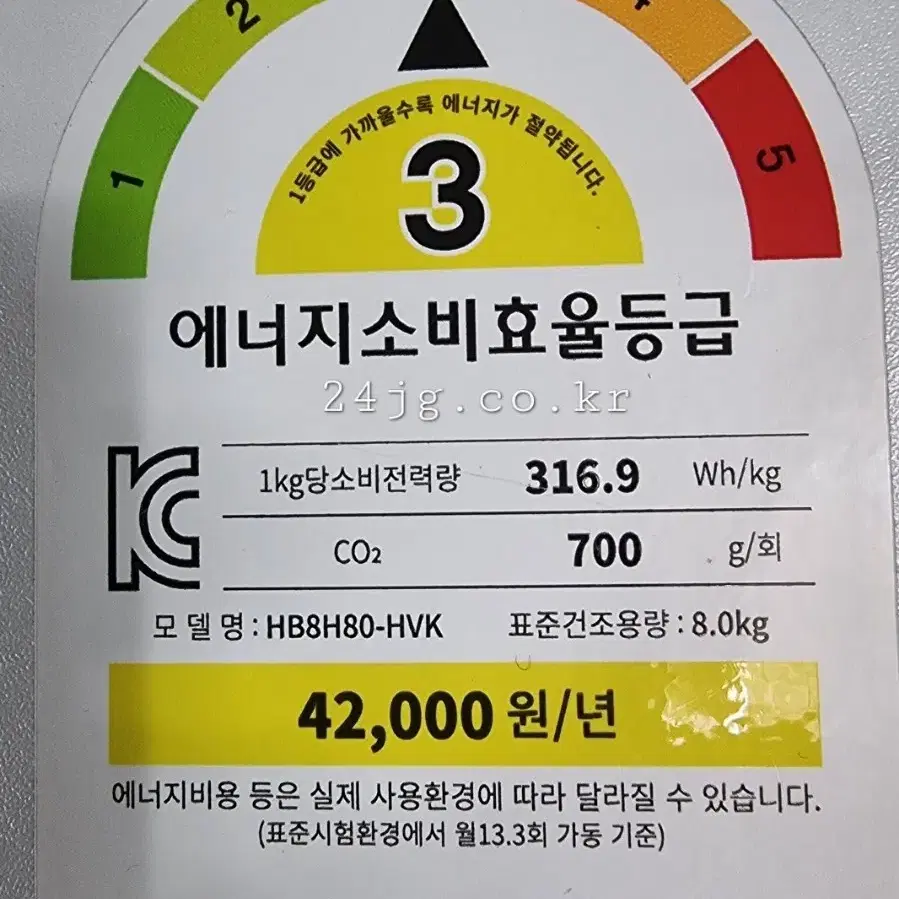 1
2
4
5
1등급에 가까울수록 에너지가 절약됩니다.
3
에너지소비효율등급
24jg.co.kr
1kg당소비전력량 316.9 Wh/kg
CO₂ 700 g/회
모델명 : HB8H80-HVK 표준건조용량 : 8.0kg
42,000 원/년
에너지비용 등은 실제 사용환경에 따라 달라질 수 있습니다.
(표준시험환경에서 월13.3회 가동 기준)